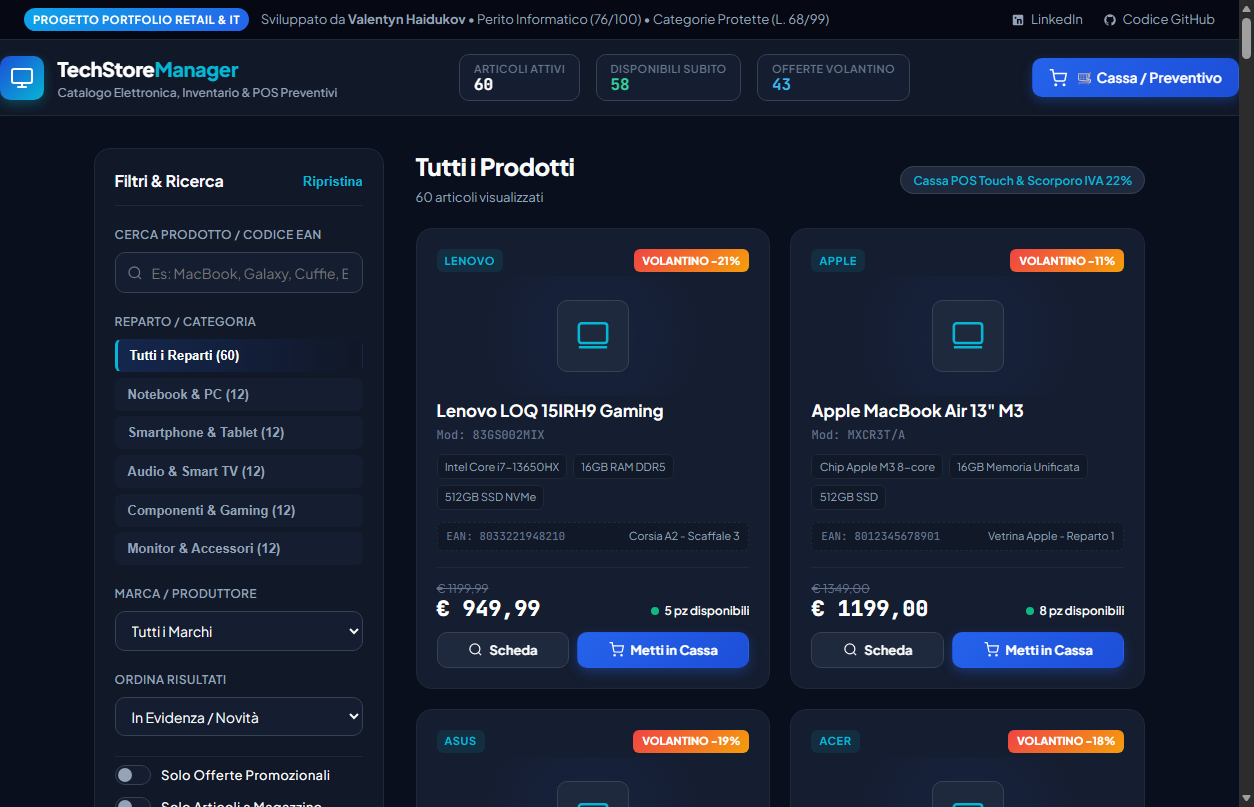 PROGETTO PORTFOLIO RETAIL & IT Sviluppato da Valentyn Haidukov • Perito Informatico (76/100) • Categorie Protette (L. 68/99) LinkedIn Codice GitHub
TechStoreManager
Catalogo Elettronica, Inventario & POS Preventivi
ARTICOLI ATTIVI
60
DISPONIBILI SUBITO
58
OFFERTE VOLANTINO
43
Cassa / Preventivo
Filtri & Ricerca Ripristina
CERCA PRODOTTO / CODICE EAN
Es: MacBook, Galaxy, Cuffie, E
REPARTO / CATEGORIA
Tutti i Reparti (60)
Notebook & PC (12)
Smartphone & Tablet (12)
Audio & Smart TV (12)
Componenti & Gaming (12)
Monitor & Accessori (12)
MARCA / PRODUTTORE
Tutti i Marchi
ORDINA RISULTATI
In Evidenza / Novità
Solo Offerte Promozionali
Solo Articoli a Magazzino
Tutti i Prodotti
60 articoli visualizzati
Cassa POS Touch & Scorporo IVA 22%
LENOVO VOLANTINO -21%
Lenovo LOQ 15IRH9 Gaming
Mod: 83GS002MIX
Intel Core i7-13650HX 16GB RAM DDR5
512GB SSD NVMe
EAN: 8033221948210 Corsia A2 - Scaffale 3
€ 1199,99
€ 949,99 5 pz disponibili
Scheda Metti in Cassa
APPLE VOLANTINO -11%
Apple MacBook Air 13" M3
Mod: MXCR3T/A
Chip Apple M3 8-core 16GB Memoria Unificata
512GB SSD
EAN: 8012345678901 Vetrina Apple - Reparto 1
€ 1349,00
€ 1199,00 8 pz disponibili
Scheda Metti in Cassa
ASUS VOLANTINO -19%
ACER VOLANTINO -18%